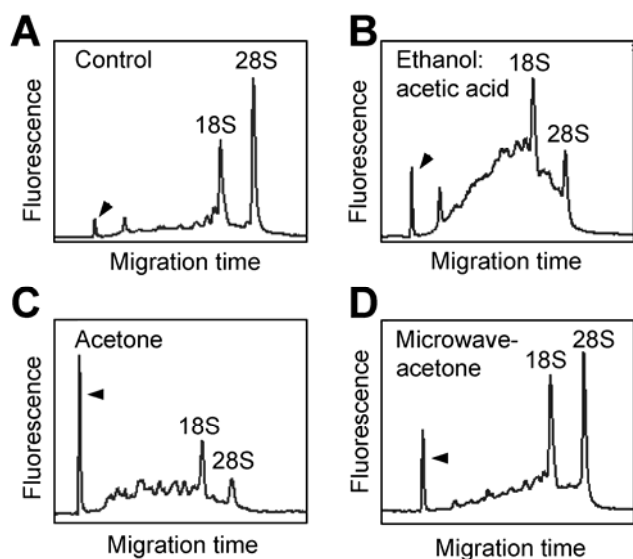 A
Control
18S
28S
Fluorescence
Migration time
B
Ethanol:
acetic acid
18S
28S
Fluorescence
Migration time
C
Acetone
18S
28S
Fluorescence
Migration time
D
Microwave-
acetone
18S
28S
Fluorescence
Migration time